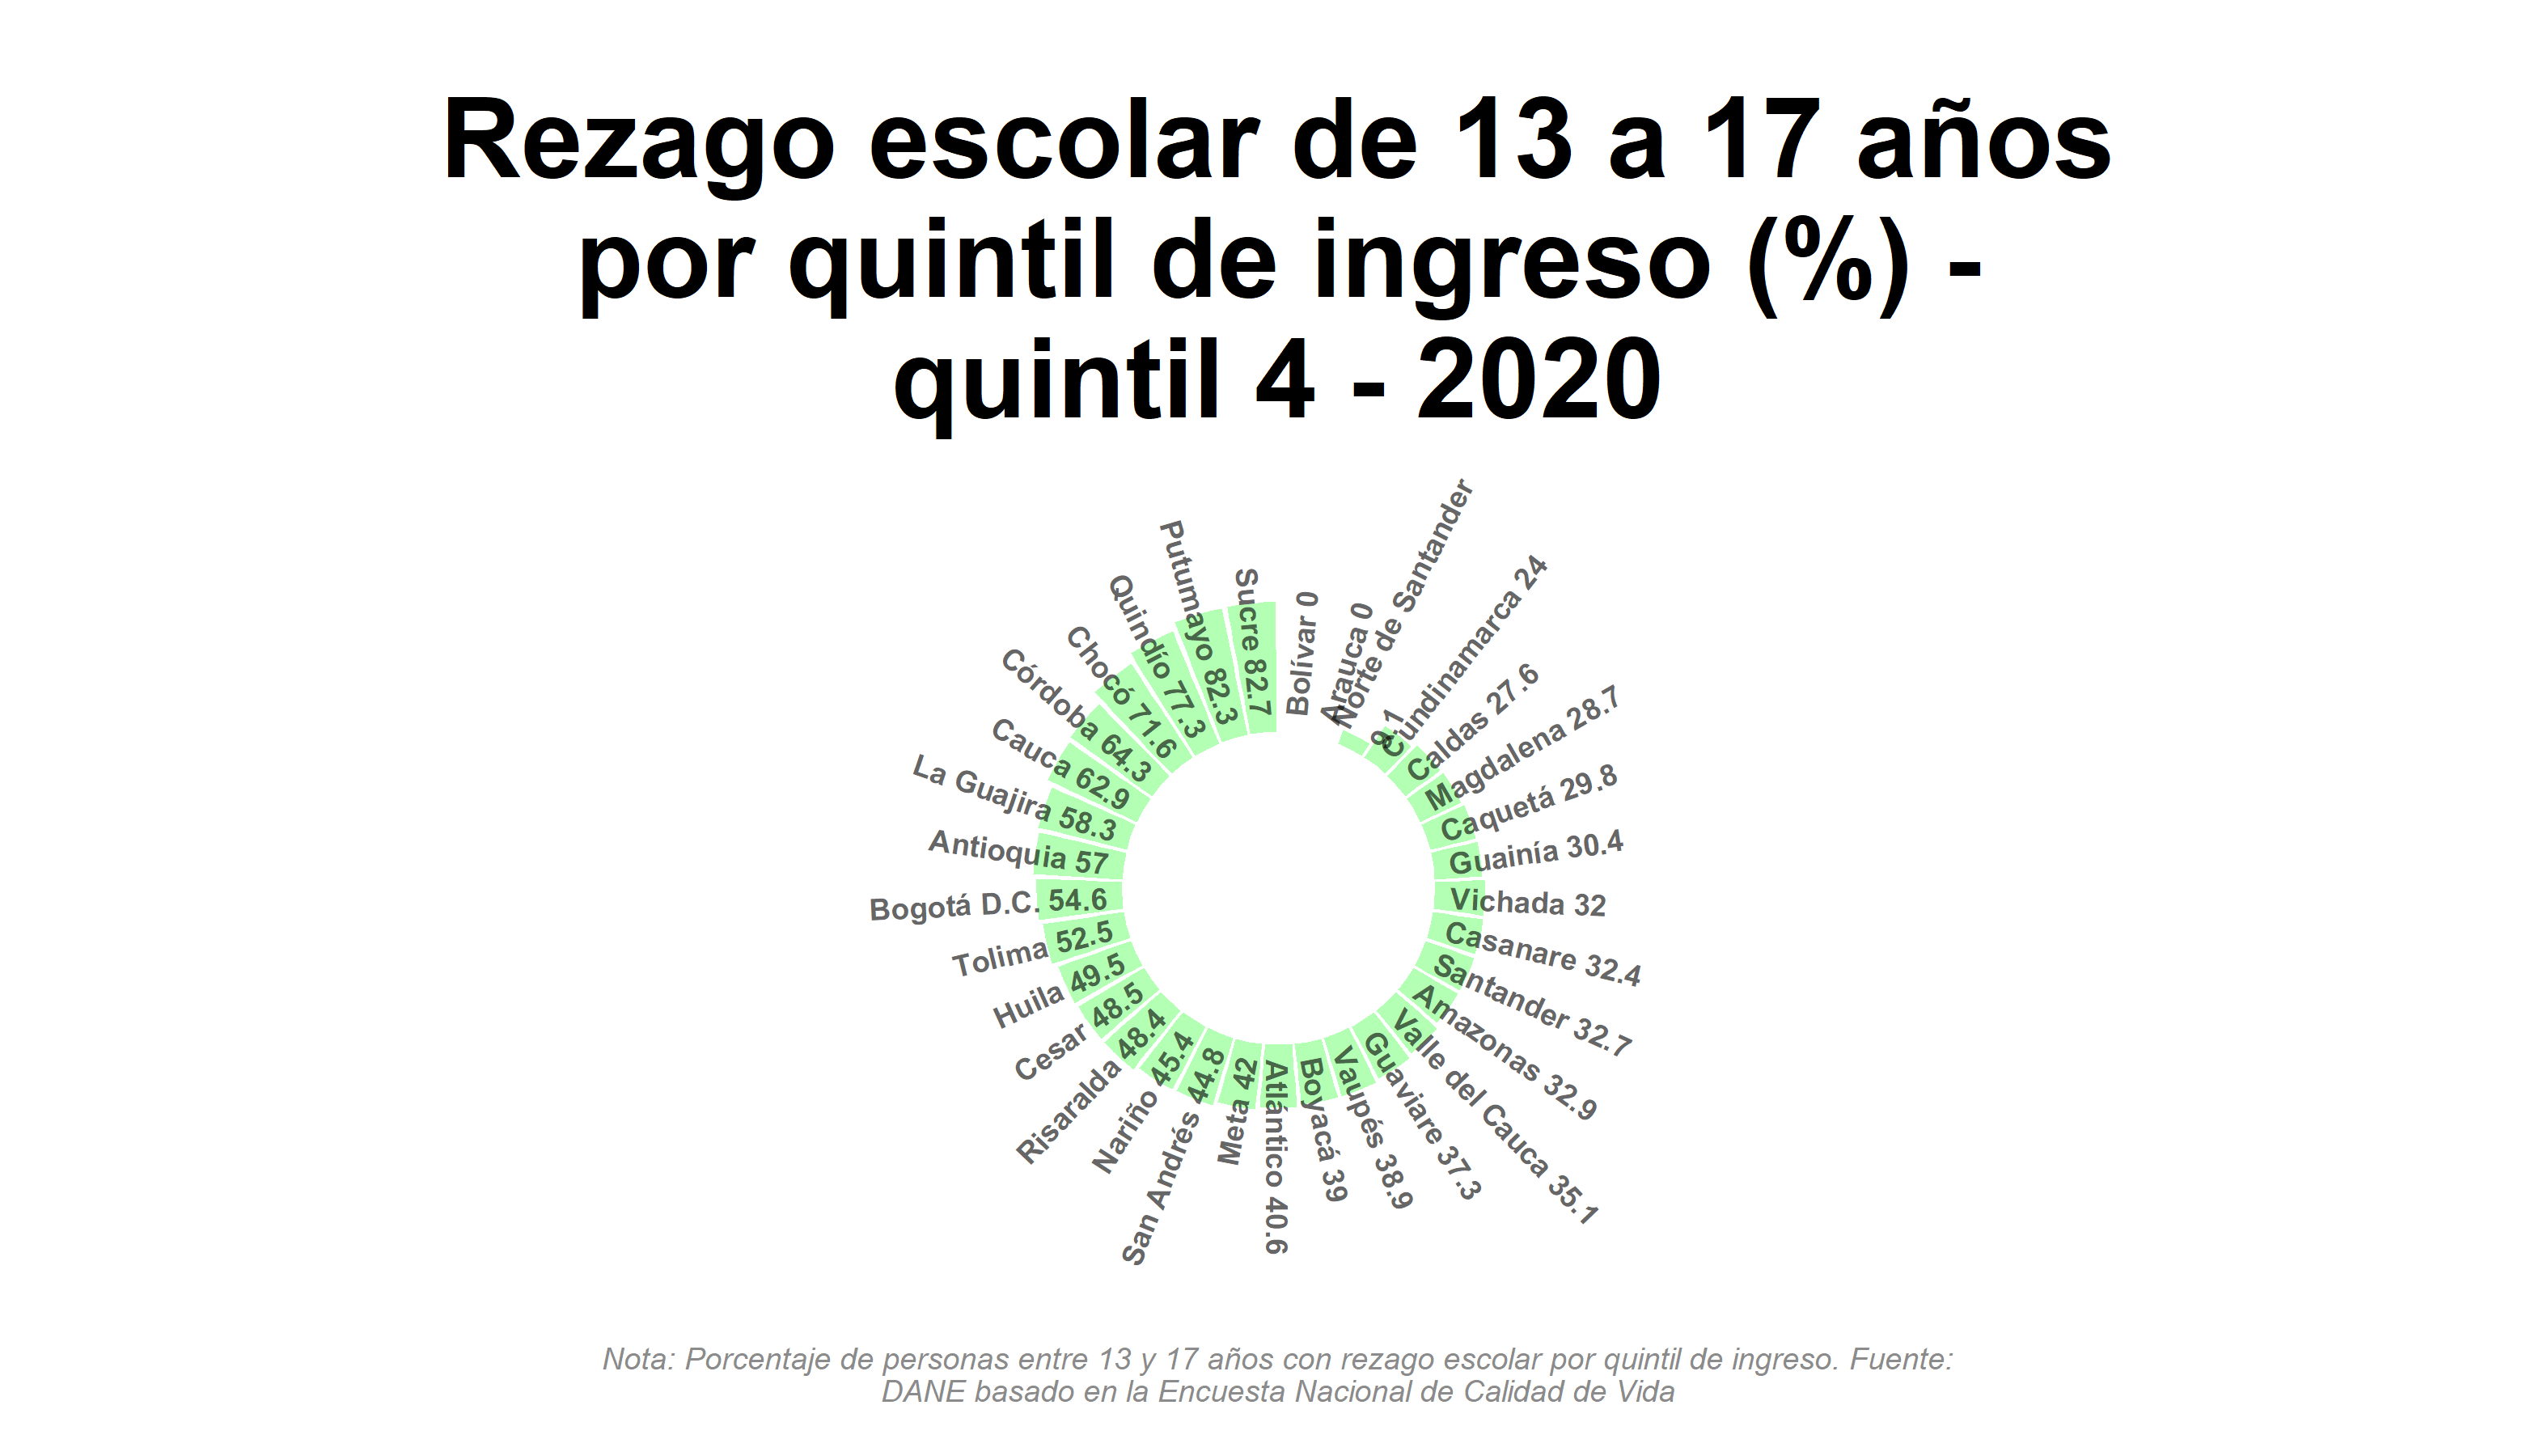 Rezago escolar de 13 a 17 años
por quintil de ingreso (%) -
quintil 4 - 2020
Bolívar 0
Arauca 0
Norte de Santander
9.1
Cundinamarca 24
Caldas 27.6
Magdalena 28.7
Caquetá 29.8
Guainía 30.4
Vichada 32
Casanare 32.4
Santander 32.7
Amazonas 32.9
Valle del Cauca 35.1
Guaviare 37.3
Vaupés 38.9
Boyacá 39
Atlántico 40.6
Meta 42
San Andrés 44.8
Nariño 45.4
Risaralda 48.4
Cesar 48.5
Huila 49.5
Tolima 52.5
Bogotá D.C. 54.6
Antioquia 57
La Guajira 58.3
Cauca 62.9
Córdoba 64.3
Chocó 71.6
Quindío 77.3
Putumayo 82.3
Sucre 82.7
Nota: Porcentaje de personas entre 13 y 17 años con rezago escolar por quintil de ingreso. Fuente:
DANE basado en la Encuesta Nacional de Calidad de Vida